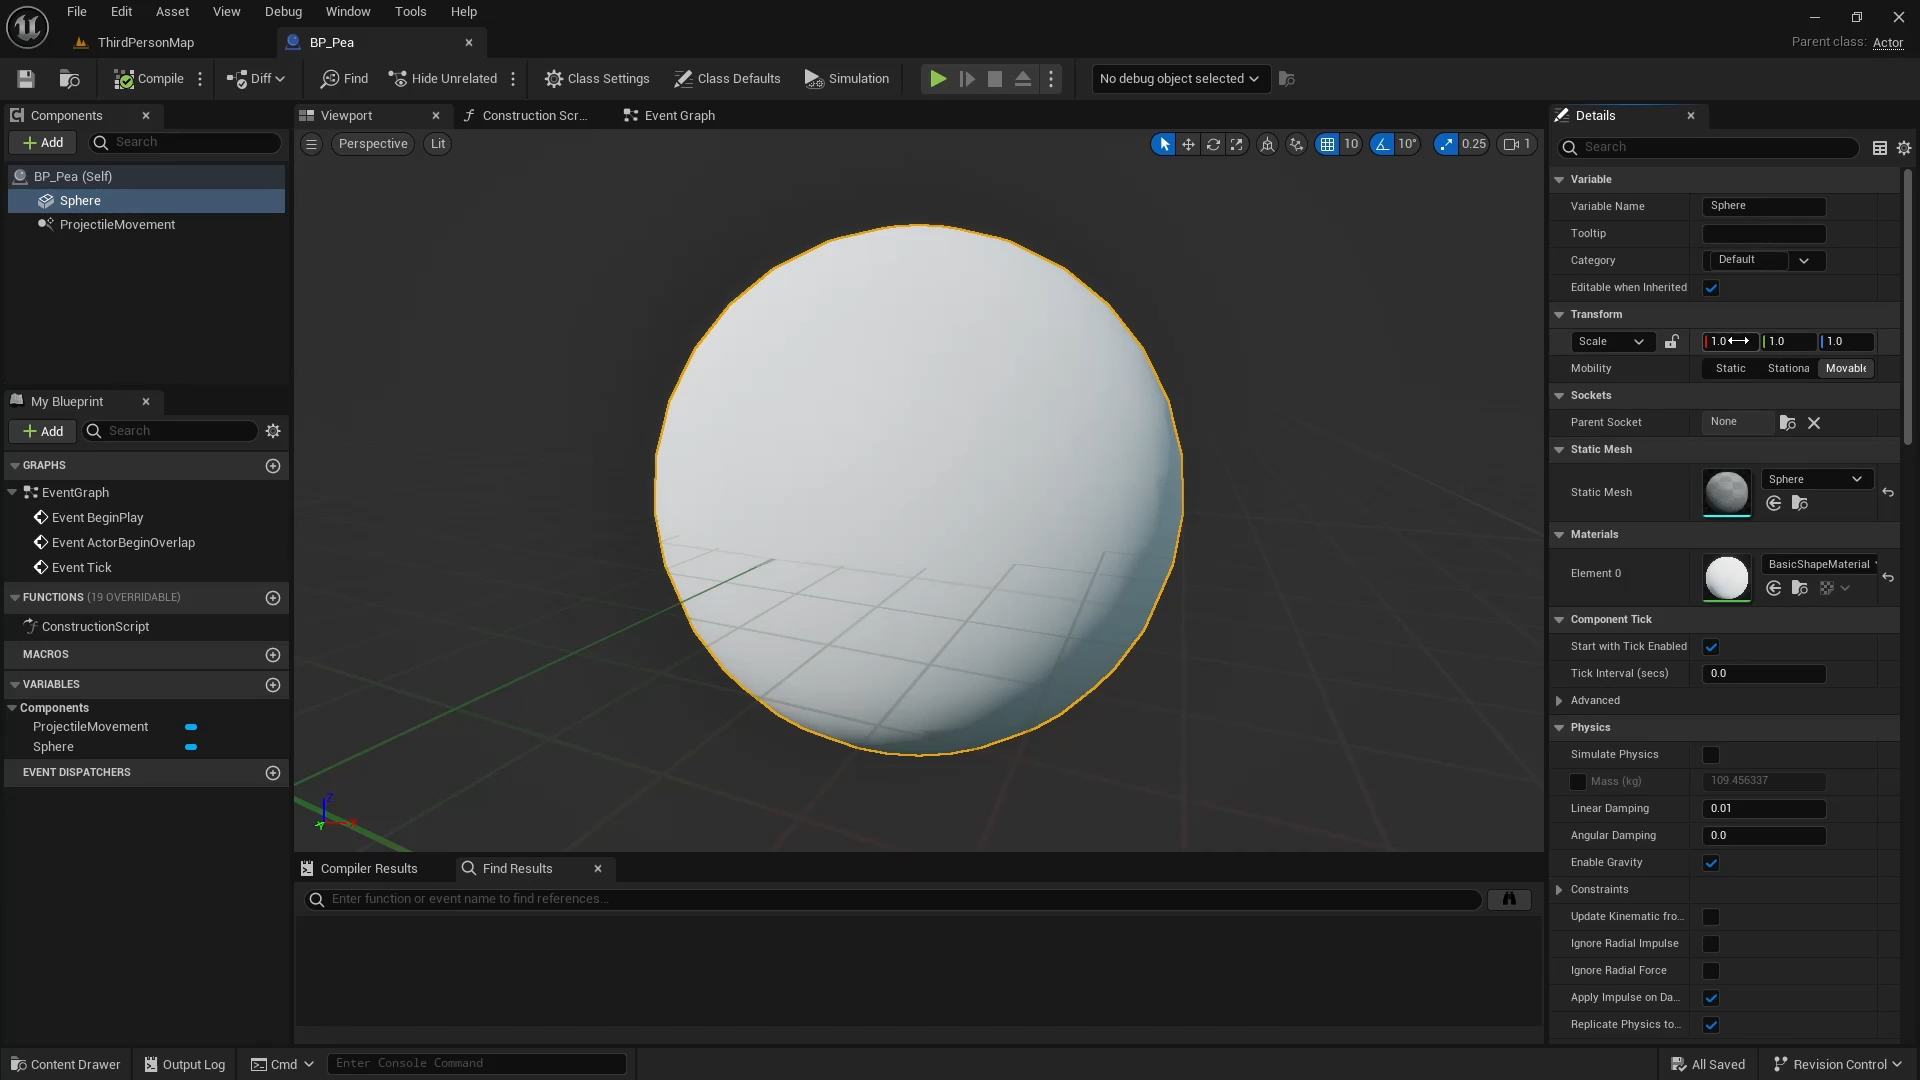 File Edit Asset View Debug Window Tools Help
ThirdPersonMap
BP_Pea
Parent class: Actor
Compile
Diff
Find
Hide Unrelated
Class Settings
Class Defaults
Simulation
No debug object selected
Components
Add
Search
BP_Pea (Self)
Sphere
ProjectileMovement
My Blueprint
Add
Search
GRAPHS
EventGraph
Event BeginPlay
Event ActorBeginOverlap
Event Tick
FUNCTIONS (19 OVERRIDABLE)
ConstructionScript
MACROS
VARIABLES
Components
ProjectileMovement
Sphere
EVENT DISPATCHERS
Viewport
Construction Scr...
Event Graph
Perspective
Lit
10
10°
0.25
1
Z
Y
X
Compiler Results
Find Results
Enter function or event name to find references...
Details
Search
Variable
Variable Name Sphere
Tooltip
Category Default
Editable when Inherited
Transform
Scale 1.0 1.0 1.0
Mobility Static Stationa Movable
Sockets
Parent Socket None
Static Mesh
Static Mesh Sphere
Materials
Element 0 BasicShapeMaterial
Component Tick
Start with Tick Enabled
Tick Interval (secs) 0.0
Advanced
Physics
Simulate Physics
Mass (kg) 109.456337
Linear Damping 0.01
Angular Damping 0.0
Enable Gravity
Constraints
Update Kinematic fro...
Ignore Radial Impulse
Ignore Radial Force
Apply Impulse on Da...
Replicate Physics to...
Content Drawer
Output Log
Cmd
Enter Console Command
All Saved
Revision Control